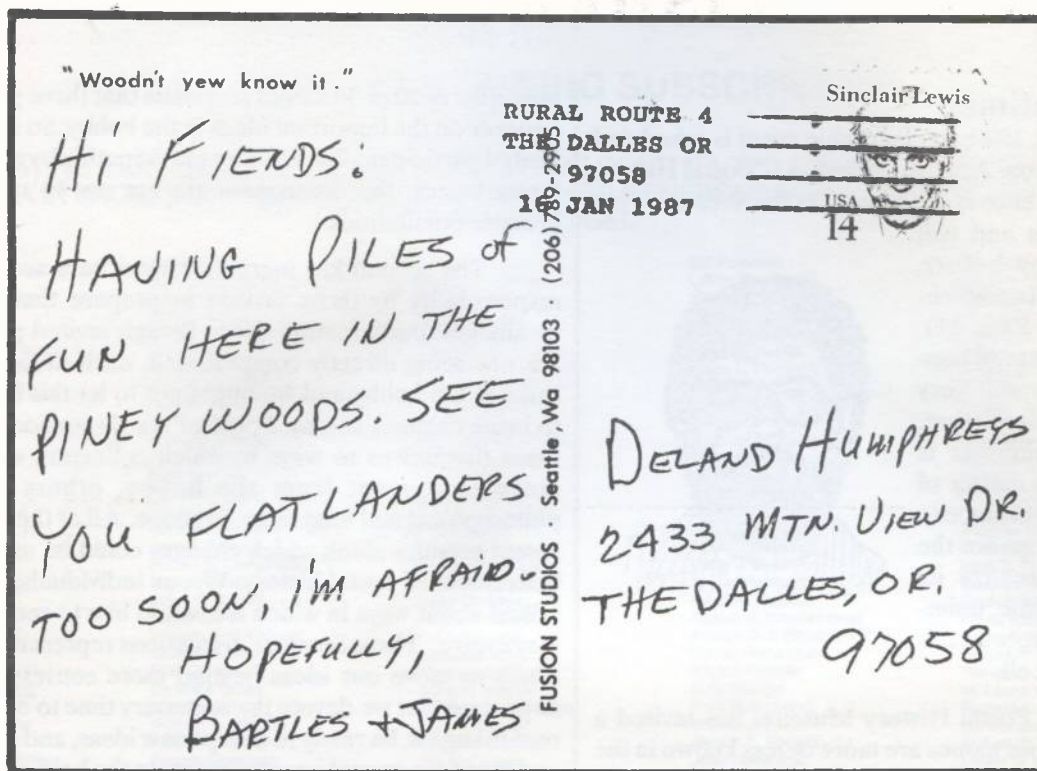 "Woodn't yew know it."
HI FIENDS:
HAVING PILES of
FUN HERE IN THE
PINEY WOODS. SEE
YOU FLATLANDERS
TOO SOON I'M AFRAID-
HOPEFULLY,
BARTLES + JAMES
FUSION STUDIOS Seattle Wa 98103 (206) 789-2905
RURAL ROUTE 4
THE DALLES OR
97058
16 JAN 1987
Sinclair Lewis
USA
14
DELAND HUMPHREYS
2433 MTN. VIEW DR.
THE DALLES, OR.
97058